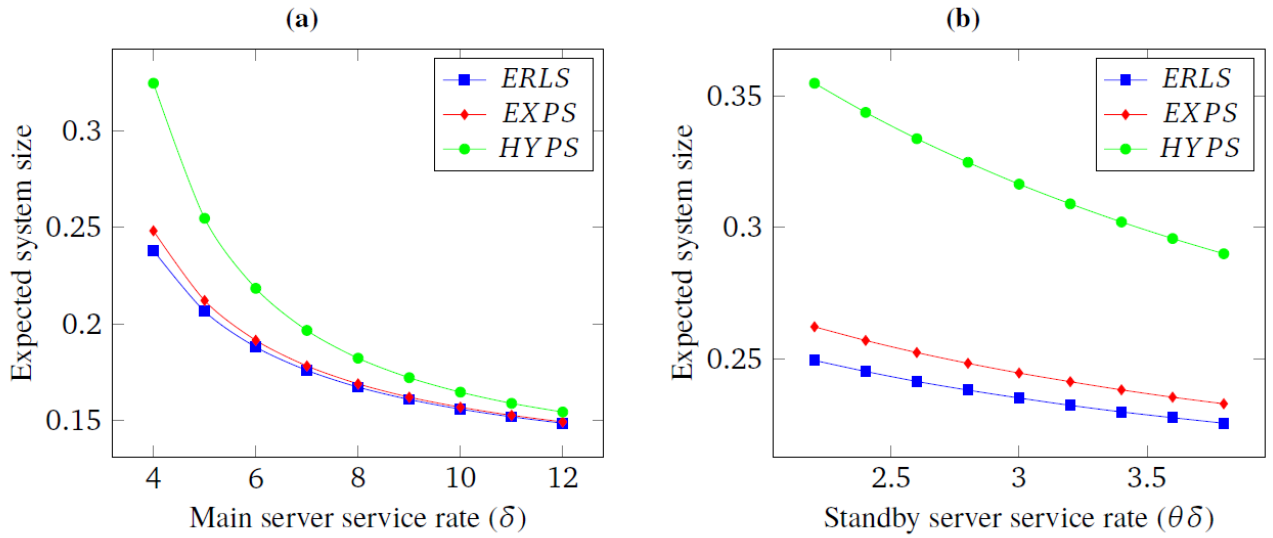 (a)
ERLS
EXPS
HYPS
0.3
0.25
0.2
0.15
4
6
8
10
12
Expected system size
Main server service rate (δ)
(b)
ERLS
EXPS
HYPS
0.35
0.3
0.25
2.5
3
3.5
Expected system size
Standby server service rate (θδ)